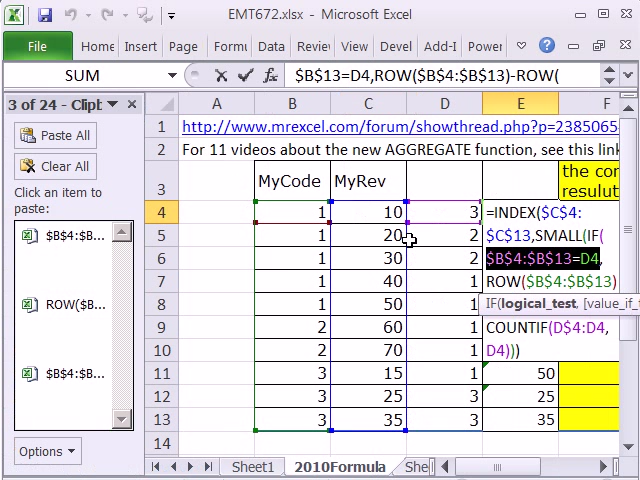 EMT672.xlsx - Microsoft Excel
File Home Insert Page Form Data Revi View Devel Add-I Power
SUM $B$13=D4,ROW($B$4:$B$13)-ROW(
3 of 24 - Clipb
Paste All
Clear All
Click an item to
paste:
$B$4:$B...
ROW($B...
$B$4:$B...
Options
A B C D E F
1 http://www.mrexcel.com/forum/showthread.php?p=2385065
2 For 11 videos about the new AGGREGATE function, see this link
3 MyCode MyRev the cor
resulut
4 1 10 3 =INDEX($C$4:
5 1 20 2 $C$13,SMALL(IF(
6 1 30 2 $B$4:$B$13=D4,
7 1 40 1 ROW($B$4:$B$13)
8 1 50 1 IF(logical_test, [value_if_t
9 2 60 1 COUNTIF(D$4:D4,
10 2 70 1 D4)))
11 3 15 1 50
12 3 25 3 25
13 3 35 3 35
14
Sheet1 2010Formula She